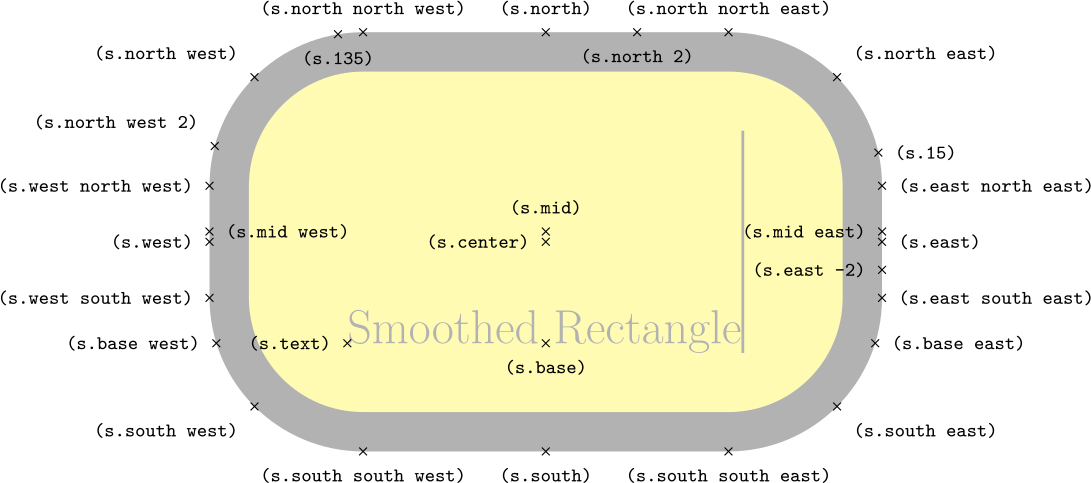 (s.north north west) (s.north) (s.north north east)
(s.north west) (s.135) (s.north 2) (s.north east)
(s.north west 2)
(s.15)
(s.west north west) (s.east north east)
(s.mid)
(s.mid west) (s.mid east)
(s.west) (s.center) (s.east)
(s.east -2)
(s.west south west) (s.east south east)
Smoothed Rectangle
(s.base west) (s.text) (s.base east)
(s.base)
(s.south west) (s.south east)
(s.south south west) (s.south) (s.south south east)